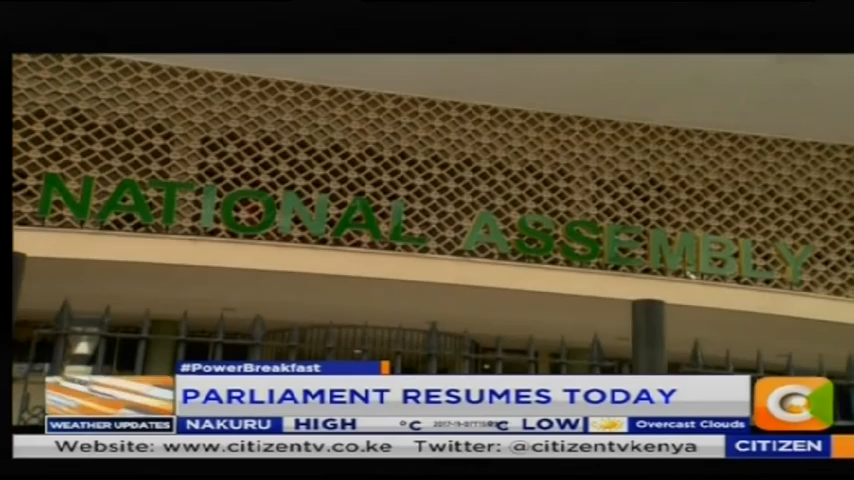 NATIONAL ASSEMBLY
#PowerBreakfast
PARLIAMENT RESUMES TODAY
WEATHER UPDATES NAKURU HIGH °C °C LOW Overcast Clouds
Website: www.citizentv.co.ke Twitter: @citizentvkenya CITIZEN